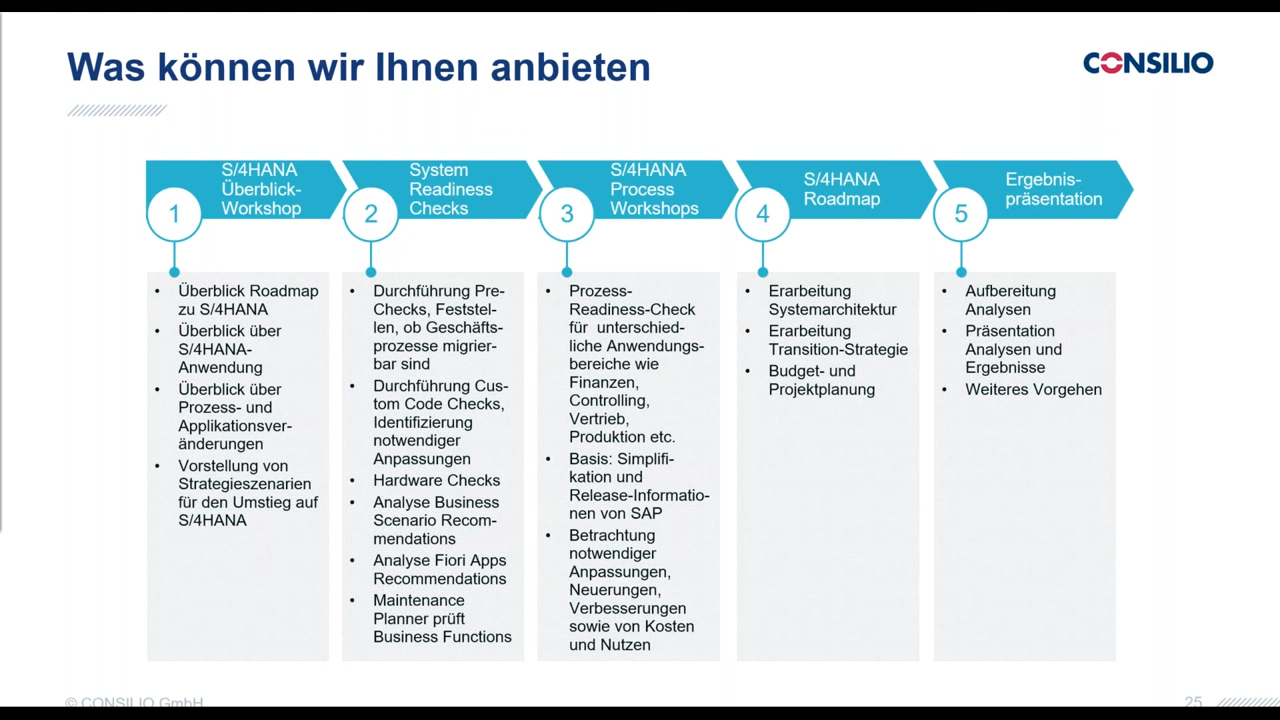 Was können wir Ihnen anbieten
CONSILIO
1
S/4HANA
Überblick-
Workshop
• Überblick Roadmap
zu S/4HANA
• Überblick über
S/4HANA-
Anwendung
• Überblick über
Prozess- und
Applikationsver-
änderungen
• Vorstellung von
Strategieszenarien
für den Umstieg auf
S/4HANA
2
System
Readiness
Checks
• Durchführung Pre-
Checks, Feststel-
len, ob Geschäfts-
prozesse migrier-
bar sind
• Durchführung Cus-
tom Code Checks,
Identifizierung
notwendiger
Anpassungen
• Hardware Checks
• Analyse Business
Scenario Recom-
mendations
• Analyse Fiori Apps
Recommendations
• Maintenance
Planner prüft
Business Functions
3
S/4HANA
Process
Workshops
• Prozess-
Readiness-Check
für unterschied-
liche Anwendungs-
bereiche wie
Finanzen,
Controlling,
Vertrieb,
Produktion etc.
• Basis: Simplifi-
kation und
Release-Informatio-
nen von SAP
• Betrachtung
notwendiger
Anpassungen,
Neuerungen,
Verbesserungen
sowie von Kosten
und Nutzen
4
S/4HANA
Roadmap
• Erarbeitung
Systemarchitektur
• Erarbeitung
Transition-Strategie
• Budget- und
Projektplanung
5
Ergebnis-
präsentation
• Aufbereitung
Analysen
• Präsentation
Analysen und
Ergebnisse
• Weiteres Vorgehen
© CONSILIO GmbH
25